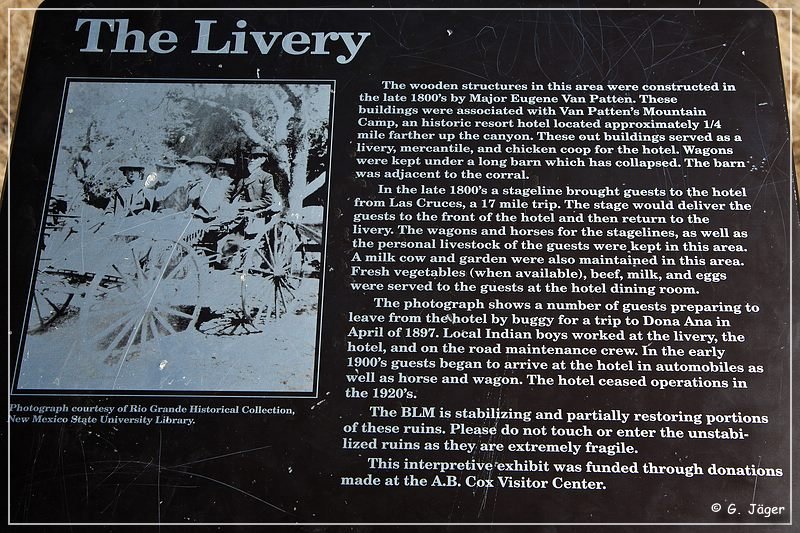 The Livery
The wooden structures in this area were constructed in
the late 1800's by Major Eugene Van Patten. These
buildings were associated with Van Patten's Mountain
Camp, an historic resort hotel located approximately 1/4
mile farther up the canyon. These out buildings served as a
livery, mercantile, and chicken coop for the hotel. Wagons
were kept under a long barn which has collapsed. The barn
was adjacent to the corral.
In the late 1800's a stageline brought guests to the hotel
from Las Cruces, a 17 mile trip. The stage would deliver the
guests to the front of the hotel and then return to the
livery. The wagons and horses for the stagelines, as well as
the personal livestock of the guests were kept in this area.
A milk cow and garden were also maintained in this area.
Fresh vegetables (when available), beef, milk, and eggs
were served to the guests at the hotel dining room.
The photograph shows a number of guests preparing to
leave from the hotel by buggy for a trip to Dona Ana in
April of 1897. Local Indian boys worked at the livery, the
hotel, and on the road maintenance crew. In the early
1900's guests began to arrive at the hotel in automobiles as
well as horse and wagon. The hotel ceased operations in
the 1920's.
The BLM is stabilizing and partially restoring portions
of these ruins. Please do not touch or enter the unstabi-
lized ruins as they are extremely fragile.
This interpretive exhibit was funded through donations
made at the A.B. Cox Visitor Center.
Photograph courtesy of Rio Grande Historical Collection,
New Mexico State University Library.
© G. Jäger